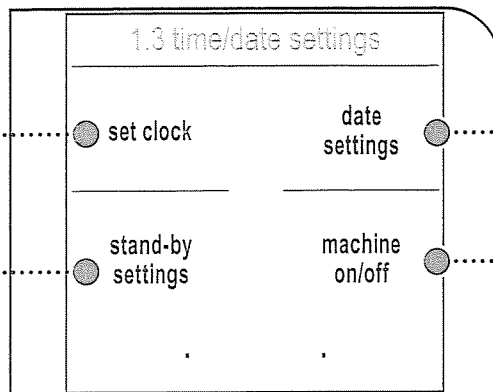 1.3 time/date settings
set clock
date
settings
stand-by
settings
machine
on/off